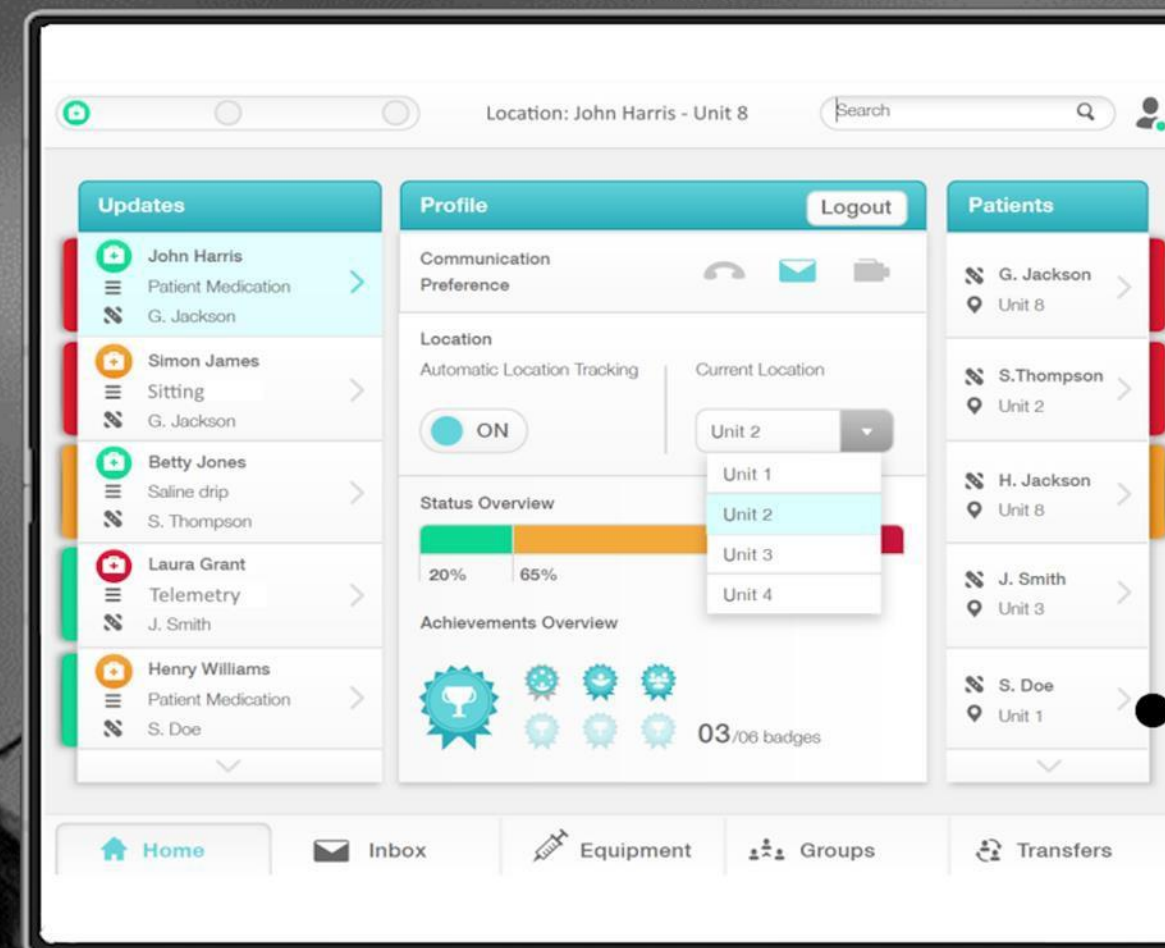 Location: John Harris - Unit 8
Search
Updates
John Harris
Patient Medication
G. Jackson
Simon James
Sitting
G. Jackson
Betty Jones
Saline drip
S. Thompson
Laura Grant
Telemetry
J. Smith
Henry Williams
Patient Medication
S. Doe
Profile
Logout
Communication
Preference
Location
Automatic Location Tracking
ON
Current Location
Unit 2
Unit 1
Unit 2
Unit 3
Unit 4
Status Overview
20%
65%
Achievements Overview
03/06 badges
Patients
G. Jackson
Unit 8
S.Thompson
Unit 2
H. Jackson
Unit 8
J. Smith
Unit 3
S. Doe
Unit 1
Home
Inbox
Equipment
Groups
Transfers